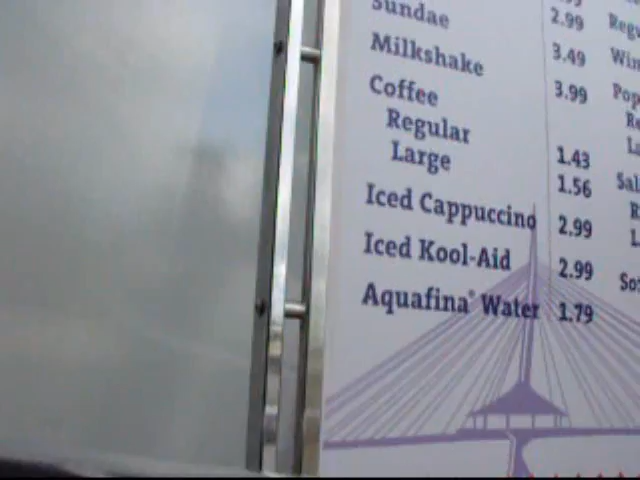 2.99
Sundae 3.49
Milkshake 3.99
Coffee
Regular 1.43
Large 1.56
Iced Cappuccino 2.99
Iced Kool-Aid 2.99
Aquafina® Water 1.79